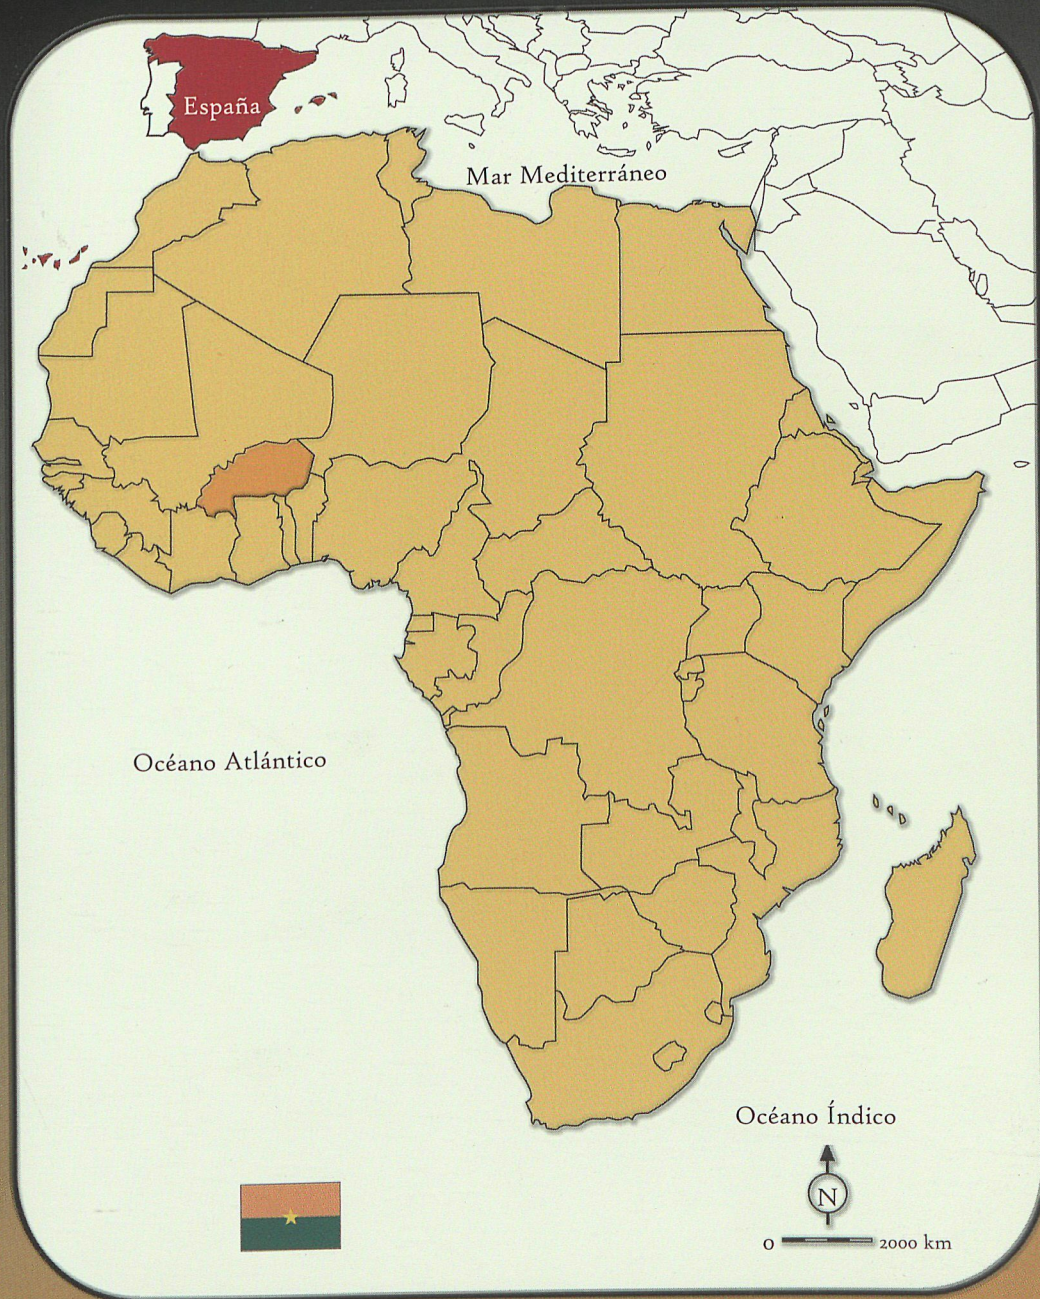 España
Mar Mediterráneo
Océano Atlántico
Océano Índico
N
0 2000 km